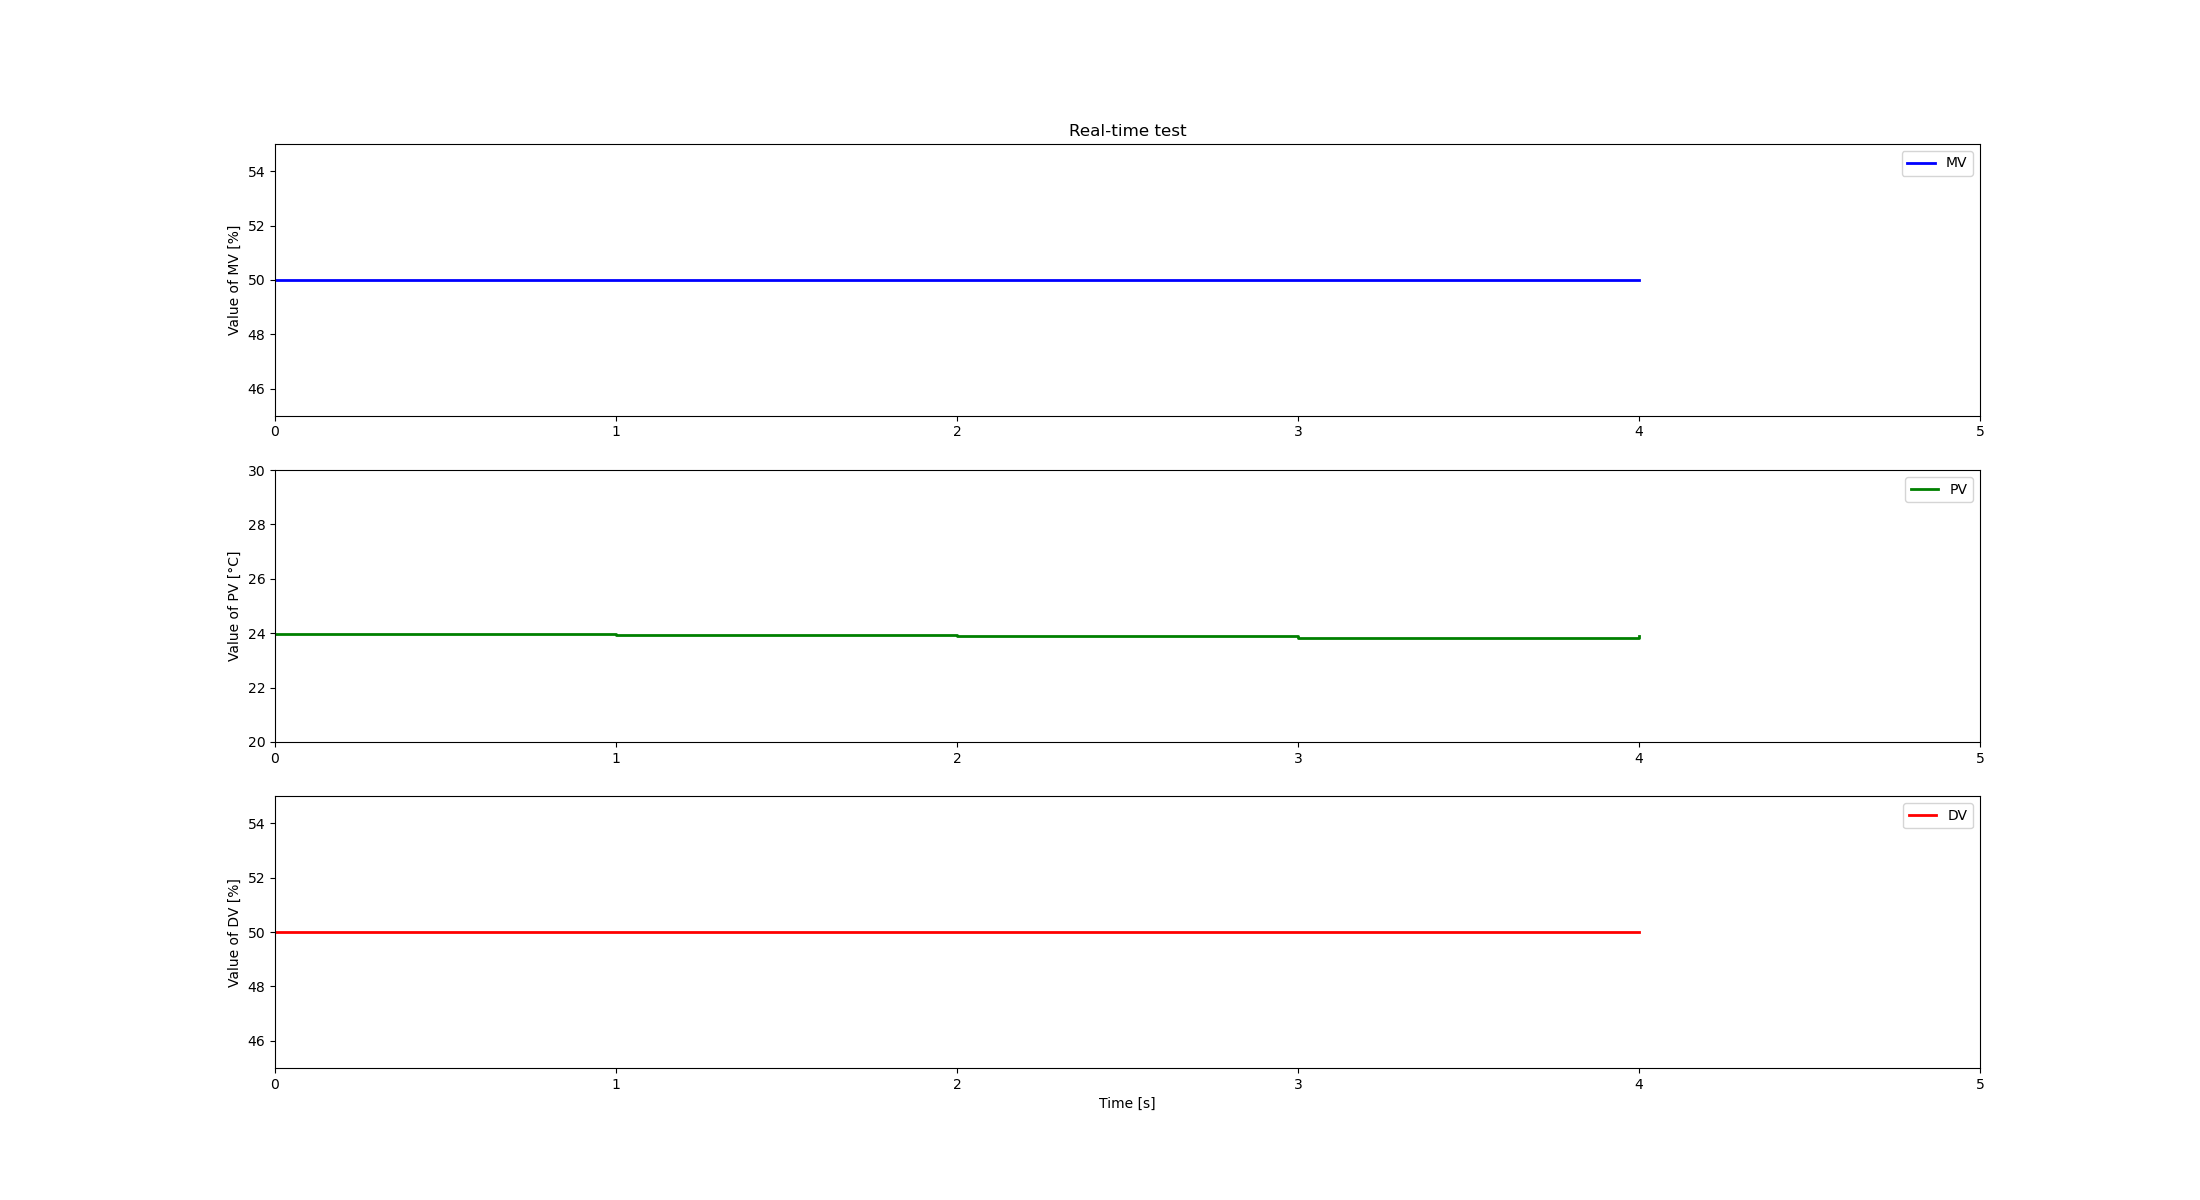 Real-time test
MV
54
52
50
48
46
Value of MV [%]
0 1 2 3 4 5
PV
30
28
26
24
22
20
Value of PV [°C]
0 1 2 3 4 5
DV
54
52
50
48
46
Value of DV [%]
0 1 2 3 4 5
Time [s]